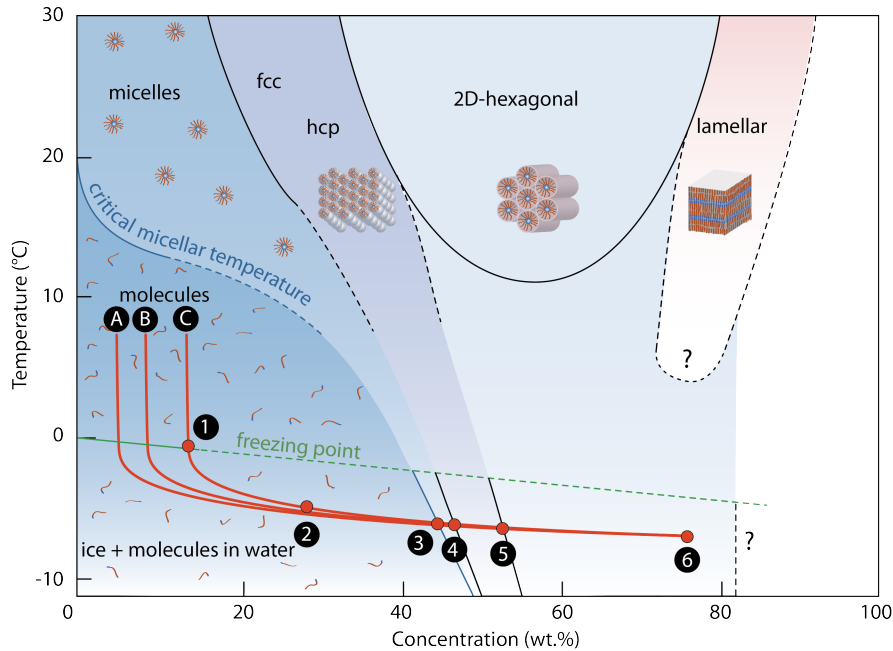 30
20
10
0
-10
Temperature (°C)
micelles
fcc
hcp
2D-hexagonal
lamellar
critical micellar temperature
molecules
A
B
C
1
freezing point
?
2
3
4
5
6
?
ice + molecules in water
0
20
40
60
80
100
Concentration (wt.%)